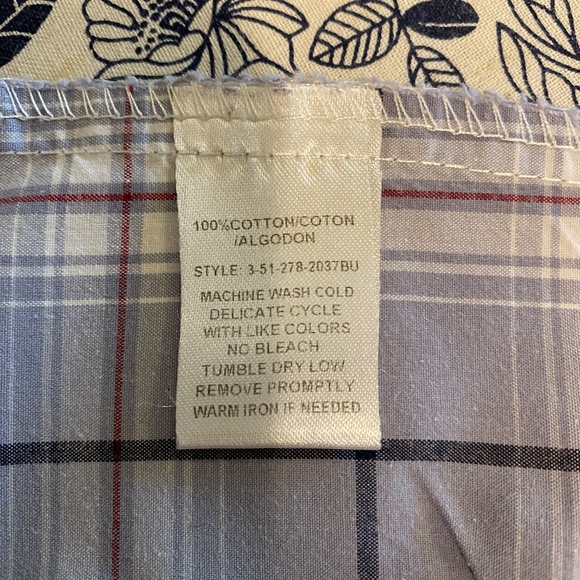 100%COTTON/COTON
/ALGODON
STYLE: 3-51-278-2037BU
MACHINE WASH COLD
DELICATE CYCLE
WITH LIKE COLORS
NO BLEACH
TUMBLE DRY LOW
REMOVE PROMPTLY
WARM IRON IF NEEDED